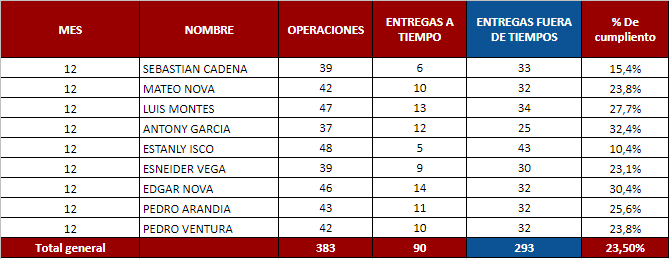 MES NOMBRE OPERACIONES ENTREGAS A TIEMPO ENTREGAS FUERA DE TIEMPOS % De cumpliento
12 SEBASTIAN CADENA 39 6 33 15,4%
12 MATEO NOVA 42 10 32 23,8%
12 LUIS MONTES 47 13 34 27,7%
12 ANTONY GARCIA 37 12 25 32,4%
12 ESTANLY ISCO 48 5 43 10,4%
12 ESNEIDER VEGA 39 9 30 23,1%
12 EDGAR NOVA 46 14 32 30,4%
12 PEDRO ARANDIA 43 11 32 25,6%
12 PEDRO VENTURA 42 10 32 23,8%
Total general 383 90 293 23,50%